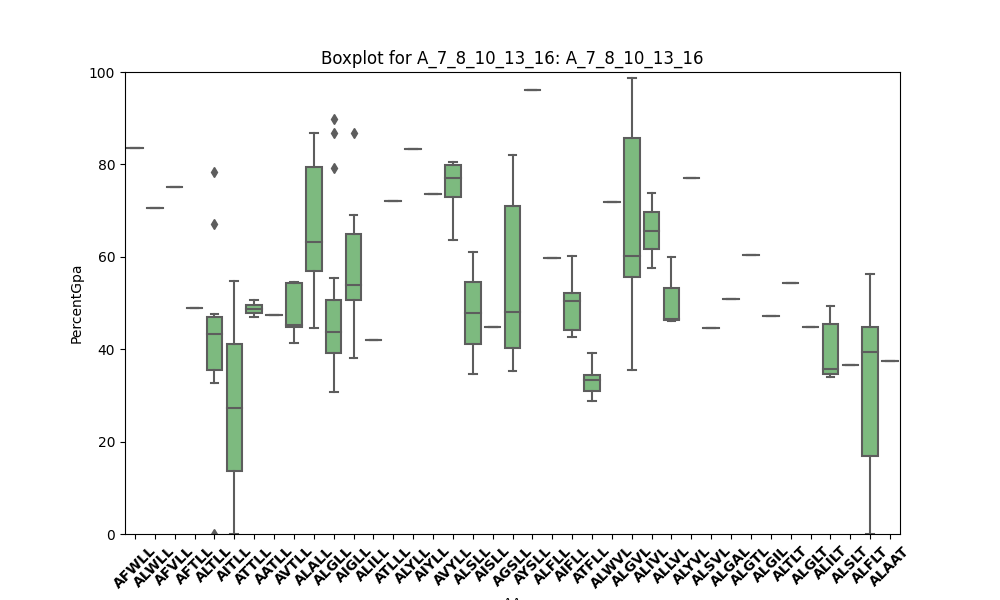 Boxplot for A_7_8_10_13_16: A_7_8_10_13_16
100
80
60
40
20
0
PercentGpa
AFWLL ALWLL AFVLL AFTLL ALTLL AITLL ATTLL AATLL AVTLL ALALL ALGLL AIGLL ALILL ATLLL ALYLL AIYLL AVYLL ALSLL AISLL AGSLL AYSLL ALFLL AIFLL ATFLL ALWVL ALGVL ALIVL ALLVL ALYVL ALSVL ALGAL ALGTL ALGIL ALTLT ALGLT ALILT ALSLT ALFLT ALAAT